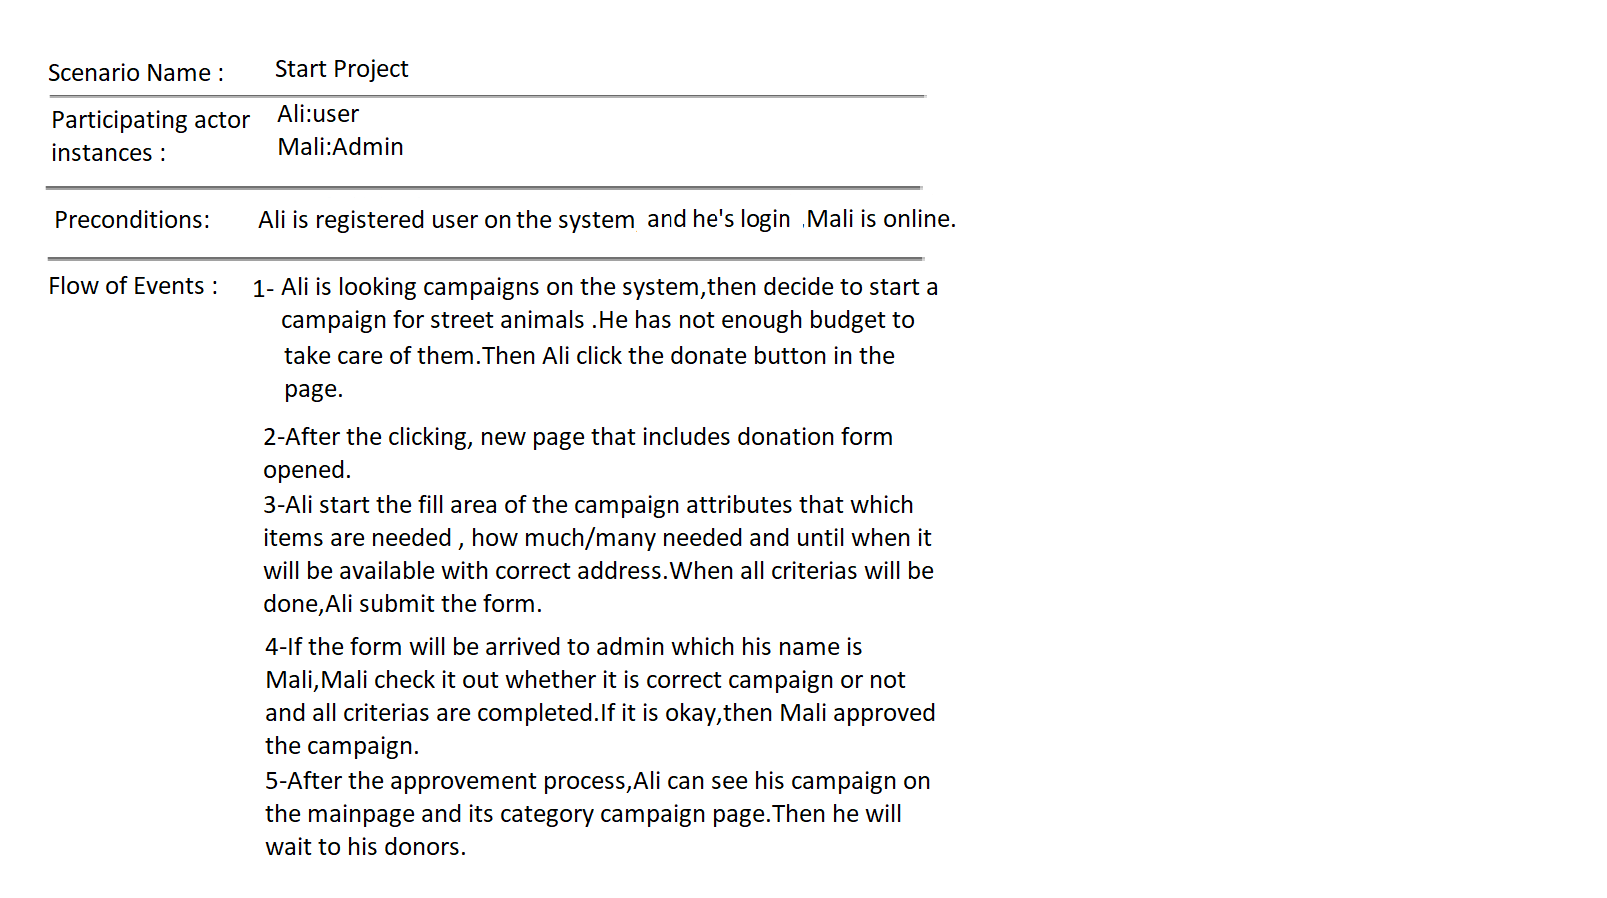 Scenario Name : Start Project
Participating actor instances : Ali:user
Mali:Admin
Preconditions: Ali is registered user on the system and he's login .Mali is online.
Flow of Events : 1- Ali is looking campaigns on the system,then decide to start a
campaign for street animals .He has not enough budget to
take care of them.Then Ali click the donate button in the
page.
2-After the clicking, new page that includes donation form
opened.
3-Ali start the fill area of the campaign attributes that which
items are needed , how much/many needed and until when it
will be available with correct address.When all criterias will be
done,Ali submit the form.
4-If the form will be arrived to admin which his name is
Mali,Mali check it out whether it is correct campaign or not
and all criterias are completed.If it is okay,then Mali approved
the campaign.
5-After the approvement process,Ali can see his campaign on
the mainpage and its category campaign page.Then he will
wait to his donors.